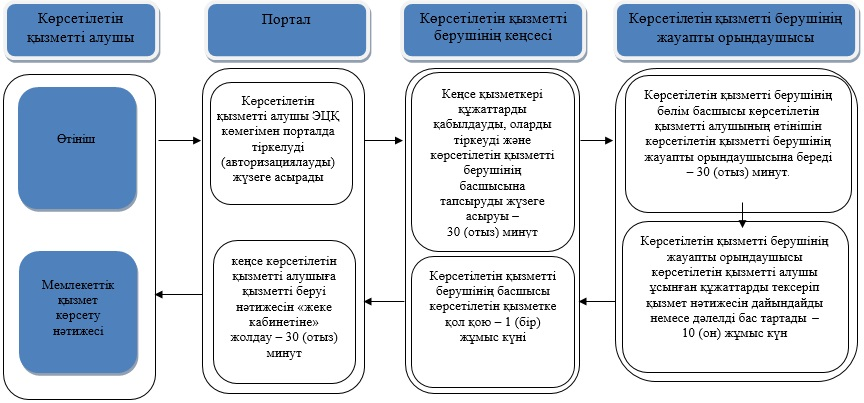 Көрсетілетін
қызметті алушы
Портал
Көрсетілетін қызметті
берушінің кеңсесі
Көрсетілетін қызметті берушінің
жауапты орындаушысы
Өтініш
Көрсетілетін
қызметті алушы ЭЦҚ
көмегімен порталда
тіркелуді
(авторизациялауды)
жүзеге асырады
Кеңсе қызметкері
құжаттарды
қабылдауды, оларды
тіркеуді және
көрсетілетін қызметті
берушінің
басшысына
тапсыруды жүзеге
асыруы –
30 (отыз) минут
Көрсетілетін қызметті берушінің
бөлім басшысы көрсетілетін
қызметті алушының өтінішін
көрсетілетін қызметті берушінің
жауапты орындаушысына береді
– 30 (отыз) минут.
Мемлекеттік
қызмет
көрсету
нәтижесі
кеңсе көрсетілетін
қызметті алушыға
қызметті беруі
нәтижесін «жеке
кабинетіне»
жолдау – 30 (отыз)
минут
Көрсетілетін қызметті
берушінің басшысы
көрсетілетін қызметке
қол қою – 1 (бір)
жұмыс күні
Көрсетілетін қызметті берушінің
жауапты орындаушысы
көрсетілетін қызметті алушы
ұсынған құжаттарды тексеріп
қызмет нәтижесін дайындайды
немесе дәлелді бас тартады –
10 (он) жұмыс күн